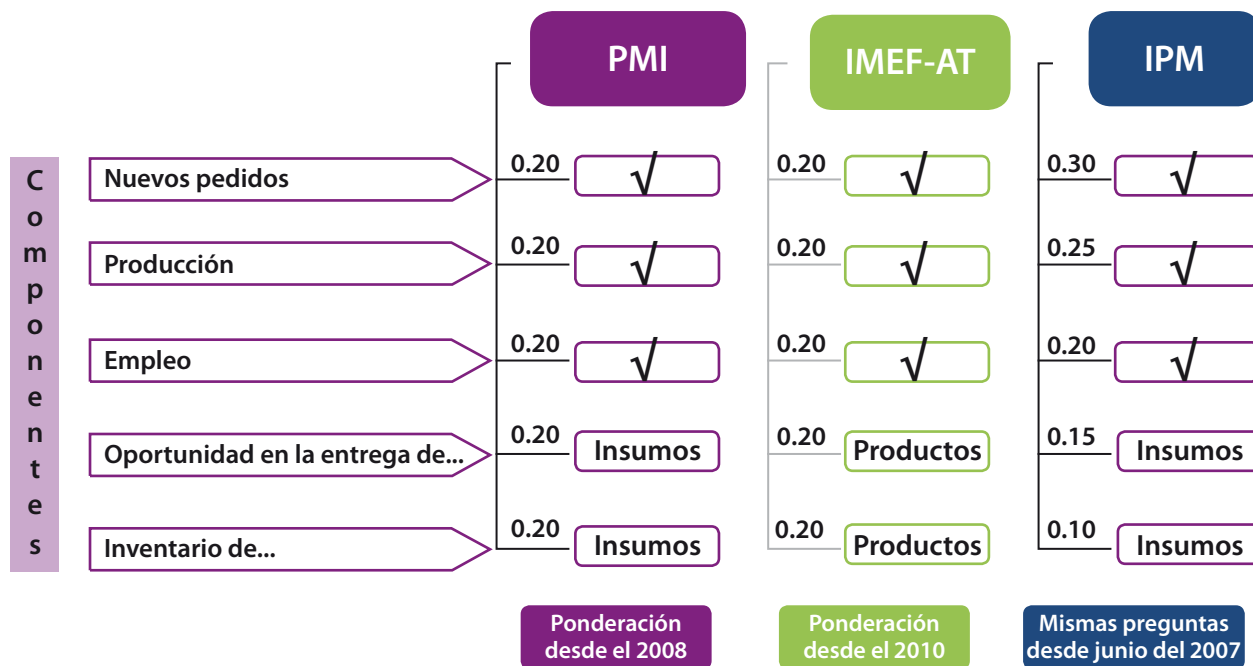 PMI
IMEF-AT
IPM
Componentes
Nuevos pedidos
0.20
√
0.20
√
0.30
√
Producción
0.20
√
0.20
√
0.25
√
Empleo
0.20
√
0.20
√
0.20
√
Oportunidad en la entrega de...
0.20
Insumos
0.20
Productos
0.15
Insumos
Inventario de...
0.20
Insumos
0.20
Productos
0.10
Insumos
Ponderación
desde el 2008
Ponderación
desde el 2010
Mismas preguntas
desde junio del 2007